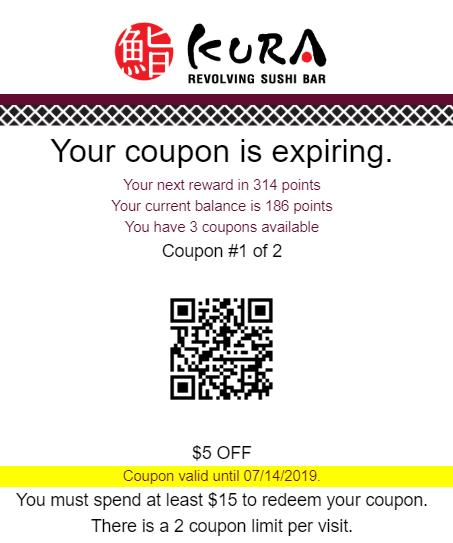 鮨 KURA
REVOLVING SUSHI BAR
Your coupon is expiring.
Your next reward in 314 points
Your current balance is 186 points
You have 3 coupons available
Coupon #1 of 2
$5 OFF
Coupon valid until 07/14/2019.
You must spend at least $15 to redeem your coupon.
There is a 2 coupon limit per visit.